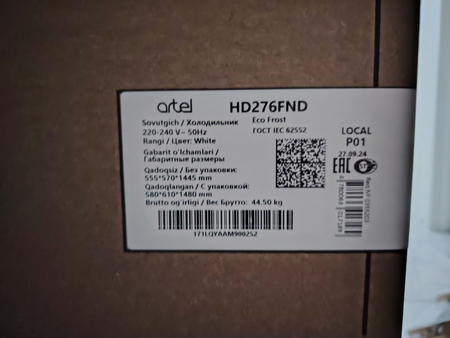 artel HD276FND
Sovutgich / Холодильник Eco Frost
220-240 V~ 50Hz ГОСТ IEC 62552
Rangi / Цвет: White
LOCAL
P01
27.09.24
Gabarit o'lchamlari /
Габаритные размеры
Qadoqsiz / Без упаковки:
555*570*1445 mm
Qadoqlangan / С упаковкой:
580*610*1480 mm
Brutto og'irligi / Вес Брутто: 44.50 kg
171LQYAAM900252
EAC